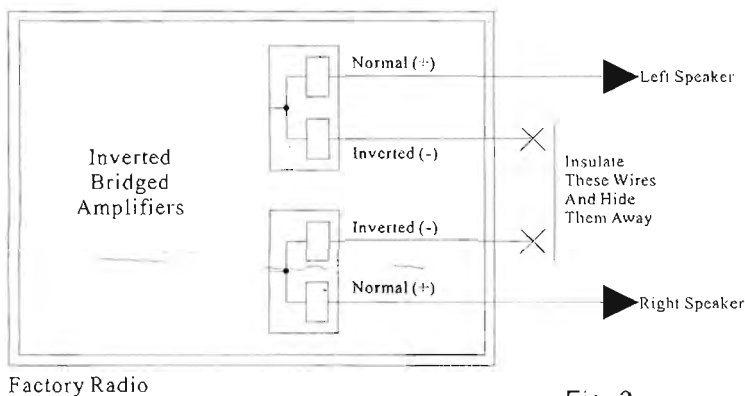 Normal (+)
Left Speaker
Inverted (-)
Inverted
Bridged
Amplifiers
Insulate
These Wires
And Hide
Them Away
Inverted (-)
Normal (+)
Right Speaker
Factory Radio